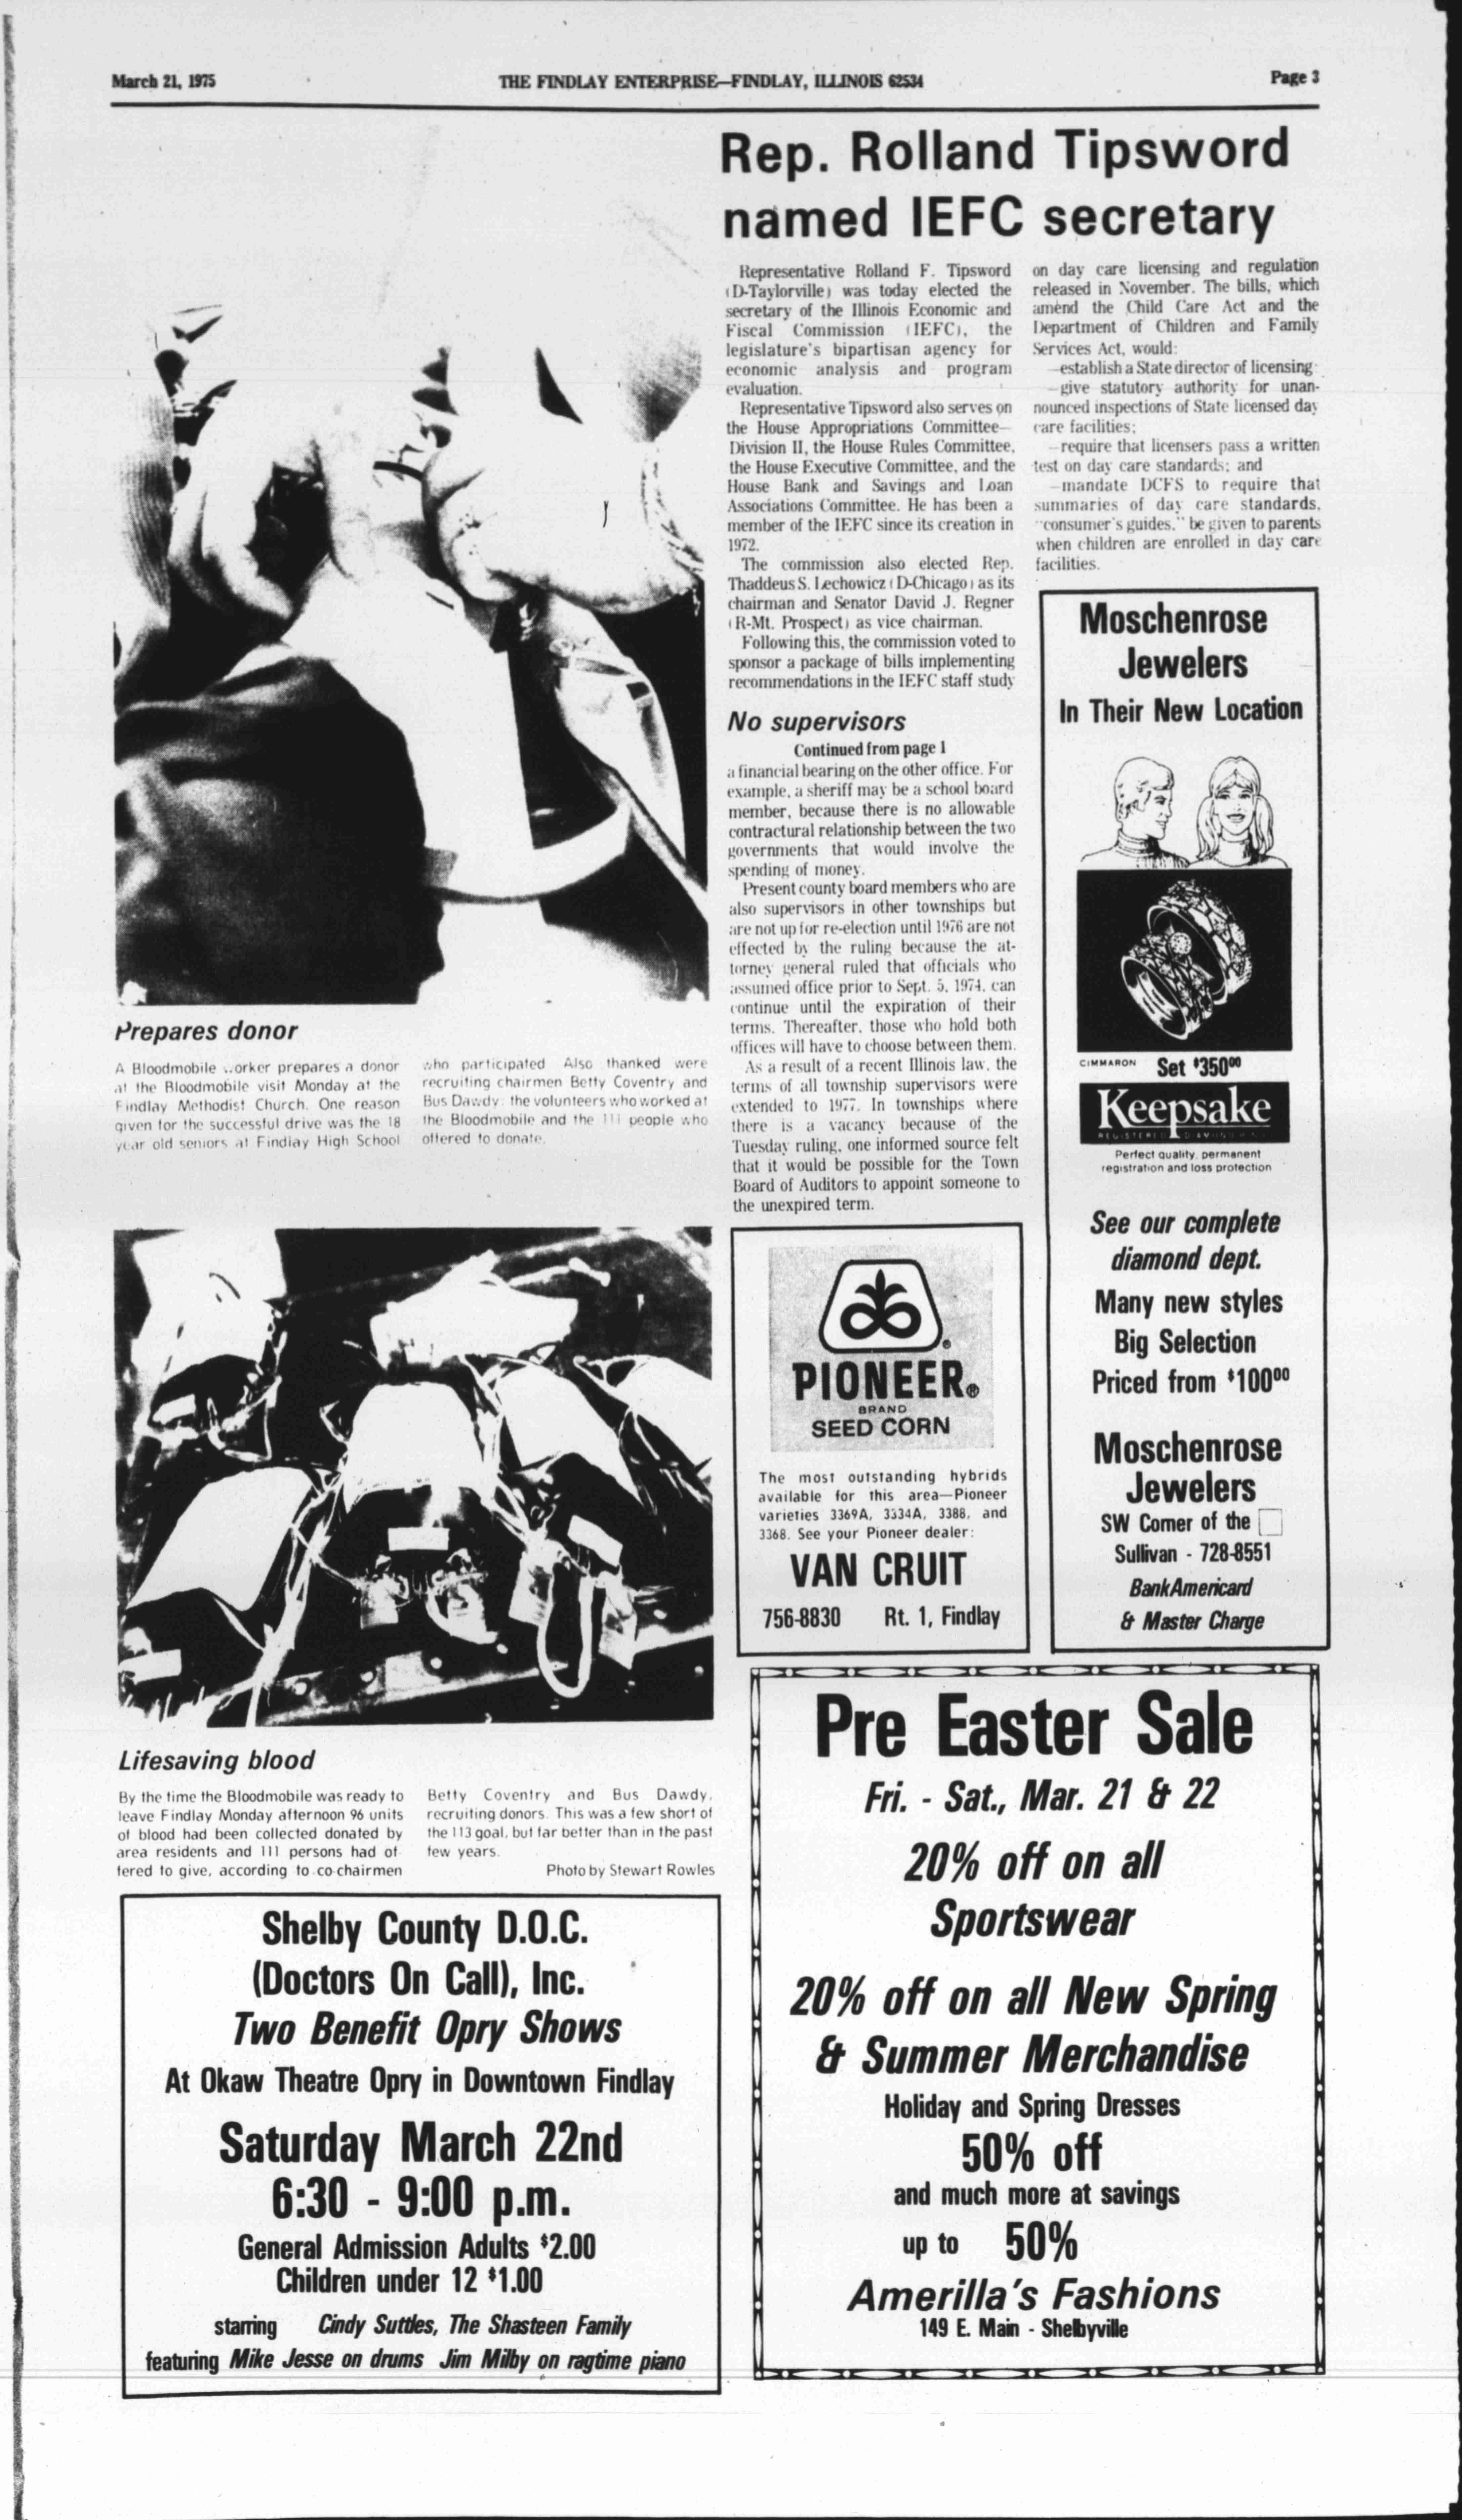 March 21, 1975
THE FINDLAY ENTERPRISE—FINDLAY, ILLINOIS 62534
Page 3
Rep. Rolland Tipsword
named IEFC secretary
Representative Rolland F. Tipsword
(D-Taylorville) was today elected the
secretary of the Illinois Economic and
Fiscal Commission (IEFC), the
legislature's bipartisan agency for
economic analysis and program
evaluation.
Representative Tipsword also serves on
the House Appropriations Committee—
Division II, the House Rules Committee,
the House Executive Committee, and the
House Bank and Savings and Loan
Associations Committee. He has been a
member of the IEFC since its creation in
1972.
The commission also elected Rep.
Thaddeus S. Lechowicz (D-Chicago) as its
chairman and Senator David J. Regner
(R-Mt. Prospect) as vice chairman.
Following this, the commission voted to
sponsor a package of bills implementing
recommendations in the IEFC staff study
on day care licensing and regulation
released in November. The bills, which
amend the Child Care Act and the
Department of Children and Family
Services Act, would:
—establish a State director of licensing;
—give statutory authority for unan-
nounced inspections of State licensed day
care facilities;
—require that licensers pass a written
test on day care standards; and
—mandate DCFS to require that
summaries of day care standards,
"consumer's guides," be given to parents
when children are enrolled in day care
facilities.
No supervisors
Continued from page 1
a financial bearing on the other office. For
example, a sheriff may be a school board
member, because there is no allowable
contractural relationship between the two
governments that would involve the
spending of money.
Present county board members who are
also supervisors in other townships but
are not up for re-election until 1976 are not
effected by the ruling because the at-
torney general ruled that officials who
assumed office prior to Sept. 5, 1974, can
continue until the expiration of their
terms. Thereafter, those who hold both
offices will have to choose between them.
As a result of a recent Illinois law, the
terms of all township supervisors were
extended to 1977. In townships where
there is a vacancy because of the
Tuesday ruling, one informed source felt
that it would be possible for the Town
Board of Auditors to appoint someone to
the unexpired term.
Prepares donor
A Bloodmobile worker prepares a donor
at the Bloodmobile visit Monday at the
Findlay Methodist Church. One reason
given for the successful drive was the 18
year old seniors at Findlay High School
who participated Also thanked were
recruiting chairmen Betty Coventry and
Bus Dawdy; the volunteers who worked at
the Bloodmobile and the 111 people who
offered to donate.
Lifesaving blood
By the time the Bloodmobile was ready to
leave Findlay Monday afternoon 96 units
of blood had been collected donated by
area residents and 111 persons had of-
fered to give, according to co-chairmen
Betty Coventry and Bus Dawdy,
recruiting donors. This was a few short of
the 113 goal, but far better than in the past
few years.
Photo by Stewart Rowles
Moschenrose
Jewelers
In Their New Location
CIMMARON Set $350⁰⁰
Keepsake
REGISTERED DIAMOND RINGS
Perfect quality, permanent
registration and loss protection
See our complete
diamond dept.
Many new styles
Big Selection
Priced from $100⁰⁰
Moschenrose
Jewelers
SW Corner of the
Sullivan - 728-8551
BankAmericard
& Master Charge
PIONEER®
BRAND
SEED CORN
The most outstanding hybrids
available for this area—Pioneer
varieties 3369A, 3334A, 3388, and
3368. See your Pioneer dealer:
VAN CRUIT
756-8830 Rt. 1, Findlay
Shelby County D.O.C.
(Doctors On Call), Inc.
Two Benefit Opry Shows
At Okaw Theatre Opry in Downtown Findlay
Saturday March 22nd
6:30 - 9:00 p.m.
General Admission Adults $2.00
Children under 12 $1.00
starring Cindy Suttles, The Shasteen Family
featuring Mike Jesse on drums Jim Milby on ragtime piano
Pre Easter Sale
Fri. - Sat., Mar. 21 & 22
20% off on all
Sportswear
20% off on all New Spring
& Summer Merchandise
Holiday and Spring Dresses
50% off
and much more at savings
up to 50%
Amerilla's Fashions
149 E. Main - Shelbyville